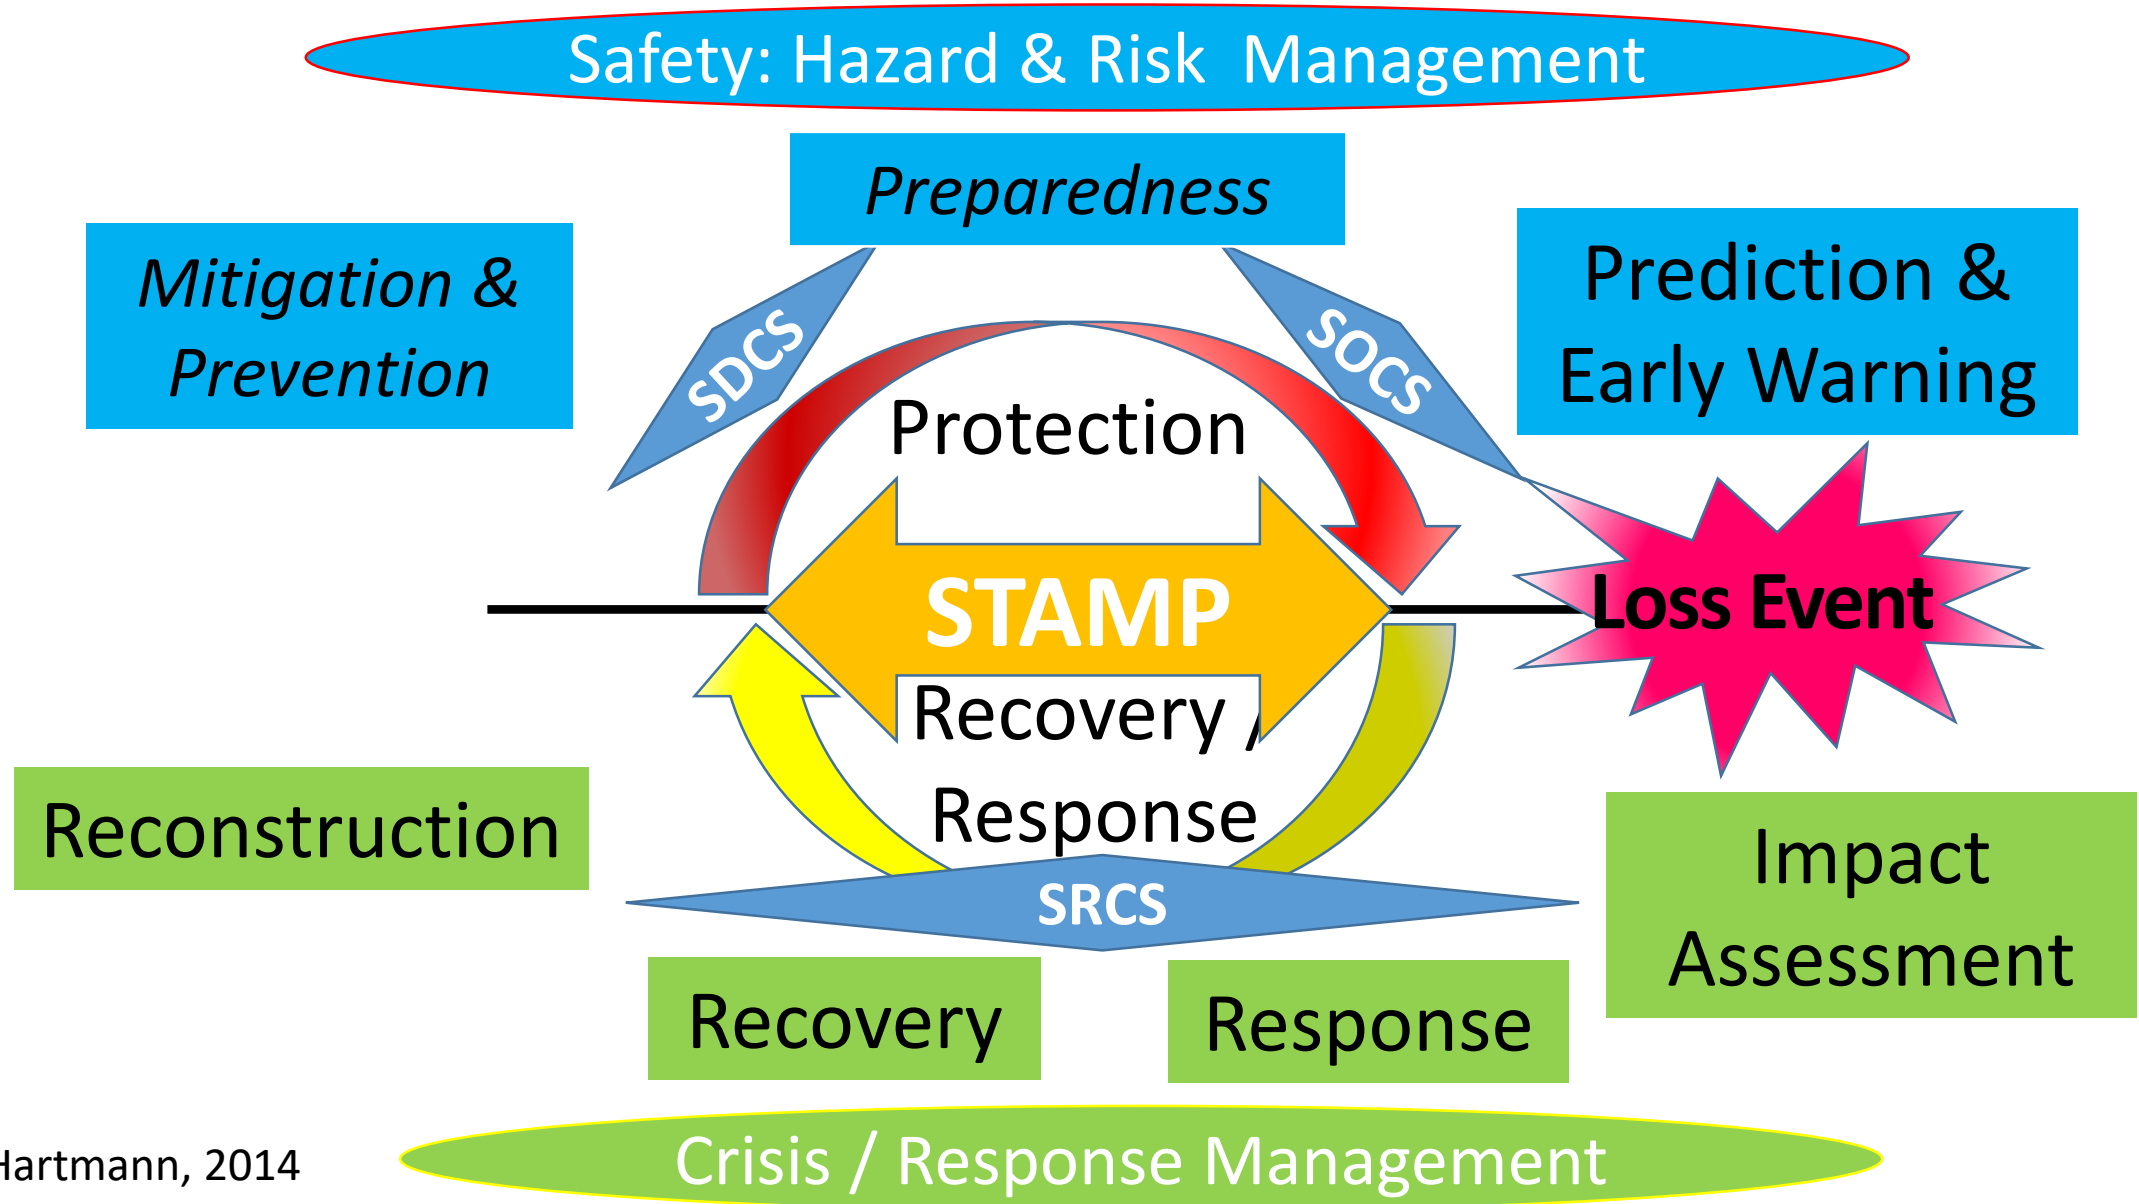 Safety: Hazard & Risk Management
Preparedness
Mitigation &
Prevention
Prediction &
Early Warning
SDCS
SOCS
Protection
STAMP
Loss Event
Recovery /
Response
Reconstruction
SRCS
Impact
Assessment
Recovery
Response
Hartmann, 2014
Crisis / Response Management